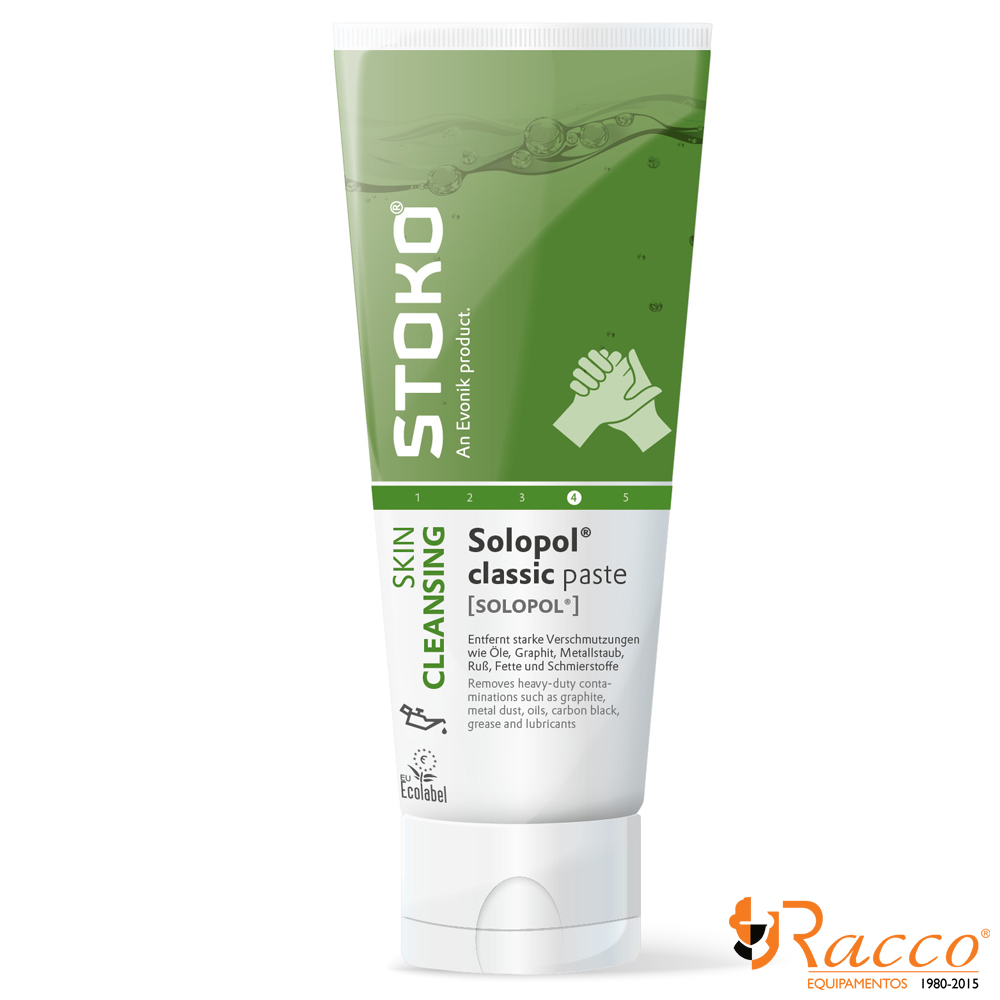 STOKO®
An Evonik product.
1 2 3 4 5
SKIN
CLEANSING
Solopol®
classic paste
[SOLOPOL®]
Entfernt starke Verschmutzungen
wie Öle, Graphit, Metallstaub,
Ruß, Fette und Schmierstoffe
Removes heavy-duty conta-
minations such as graphite,
metal dust, oils, carbon black,
grease and lubricants
€
EU
Ecolabel
Racco®
EQUIPAMENTOS 1980-2015